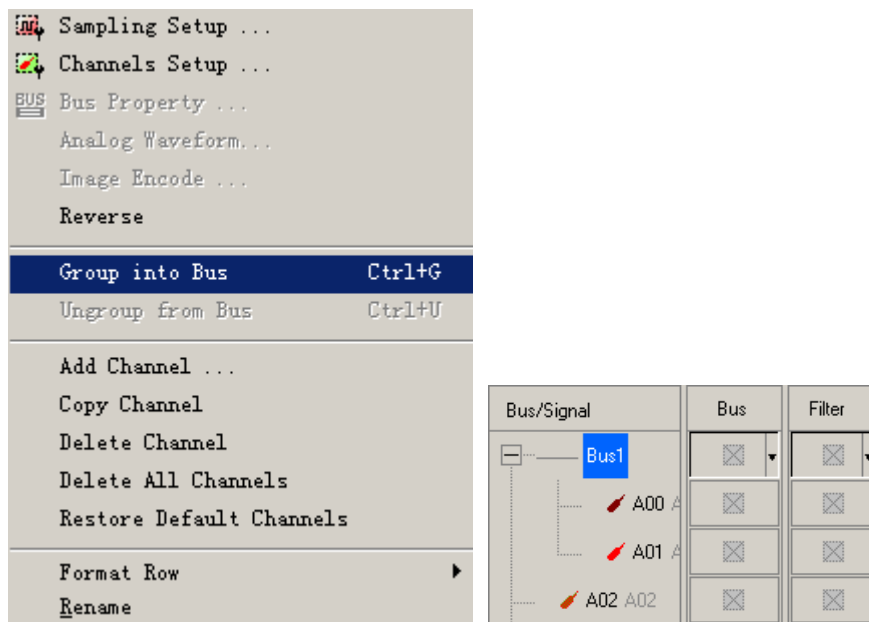 Sampling Setup ...
Channels Setup ...
BUS Bus Property ...
Analog Waveform...
Image Encode ...
Reverse
Group into Bus Ctrl+G
Ungroup from Bus Ctrl+U
Add Channel ...
Copy Channel
Delete Channel
Delete All Channels
Restore Default Channels
Format Row
Rename
Bus/Signal Bus Filter
Bus1
A00
A01
A02 A02